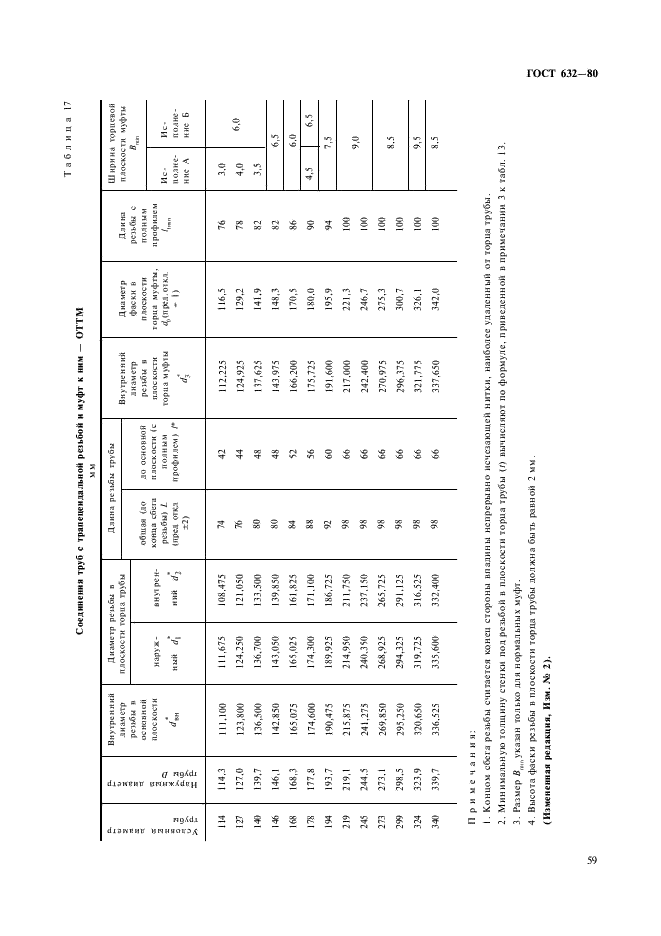 ГОСТ 632—80
Таблица 17
Соединения труб с трапецеидальной резьбой и муфт к ним — ОТТМ
мм
Условный диаметр трубы | Наружный диаметр трубы D | Внутренний диаметр резьбы в основной плоскости d*вн | Диаметр резьбы в плоскости торца трубы: наружный d*1 | внутренний d*2 | Длина резьбы трубы: общая (до конца сбега резьбы) L (пред. откл. ±2) | до основной плоскости (с полным профилем) l* | Внутренний диаметр резьбы в плоскости торца муфты d*3 | Диаметр фаски в плоскости торца муфты, d0 (пред. откл. + 1) | Длина резьбы с полным профилем lmin | Ширина торцевой плоскости муфты Bmin: Исполнение А | Исполнение Б
114 | 114,3 | 111,100 | 111,675 | 108,475 | 74 | 42 | 112,225 | 116,5 | 76 | 3,0 | 6,0
127 | 127,0 | 123,800 | 124,250 | 121,050 | 76 | 44 | 124,925 | 129,2 | 78 | 4,0
140 | 139,7 | 136,500 | 136,700 | 133,500 | 80 | 48 | 137,625 | 141,9 | 82 | 3,5
146 | 146,1 | 142,850 | 143,050 | 139,850 | 80 | 48 | 143,975 | 148,3 | 82 | 6,5
168 | 168,3 | 165,075 | 165,025 | 161,825 | 84 | 52 | 166,200 | 170,5 | 86 | 6,0
178 | 177,8 | 174,600 | 174,300 | 171,100 | 88 | 56 | 175,725 | 180,0 | 90 | 4,5 | 6,5
194 | 193,7 | 190,475 | 189,925 | 186,725 | 92 | 60 | 191,600 | 195,9 | 94 | 7,5
219 | 219,1 | 215,875 | 214,950 | 211,750 | 98 | 66 | 217,000 | 221,3 | 100 | 9,0
245 | 244,5 | 241,275 | 240,350 | 237,150 | 98 | 66 | 242,400 | 246,7 | 100
273 | 273,1 | 269,850 | 268,925 | 265,725 | 98 | 66 | 270,975 | 275,3 | 100 | 8,5
299 | 298,5 | 295,250 | 294,325 | 291,125 | 98 | 66 | 296,375 | 300,7 | 100
324 | 323,9 | 320,650 | 319,725 | 316,525 | 98 | 66 | 321,775 | 326,1 | 100 | 9,5
340 | 339,7 | 336,525 | 335,600 | 332,400 | 98 | 66 | 337,650 | 342,0 | 100 | 8,5
Примечания:
1. Концом сбега резьбы считается конец стороны впадины непрерывно исчезающей нитки, наиболее удаленный от торца трубы.
2. Минимальную толщину стенки под резьбой в плоскости торца трубы (t) вычисляют по формуле, приведенной в примечании 3 к табл. 13.
3. Размер Bmin указан только для нормальных муфт.
4. Высота фаски резьбы в плоскости торца трубы должна быть равной 2 мм.
(Измененная редакция, Изм. № 2).
59